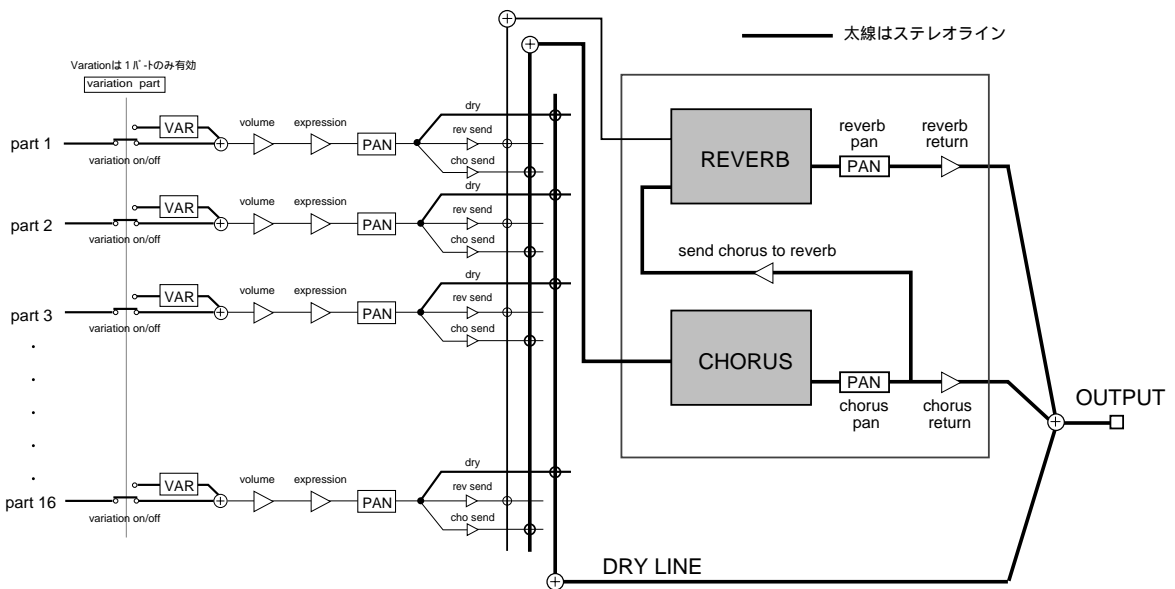 太線はステレオライン
Varationは１パートのみ有効
variation part
part 1
VAR
variation on/off
volume
expression
PAN
dry
rev send
cho send
part 2
VAR
variation on/off
volume
expression
PAN
dry
rev send
cho send
part 3
VAR
variation on/off
volume
expression
PAN
dry
rev send
cho send
part 16
VAR
variation on/off
volume
expression
PAN
dry
rev send
cho send
REVERB
reverb
pan
PAN
reverb
return
send chorus to reverb
CHORUS
PAN
chorus
pan
chorus
return
OUTPUT
DRY LINE